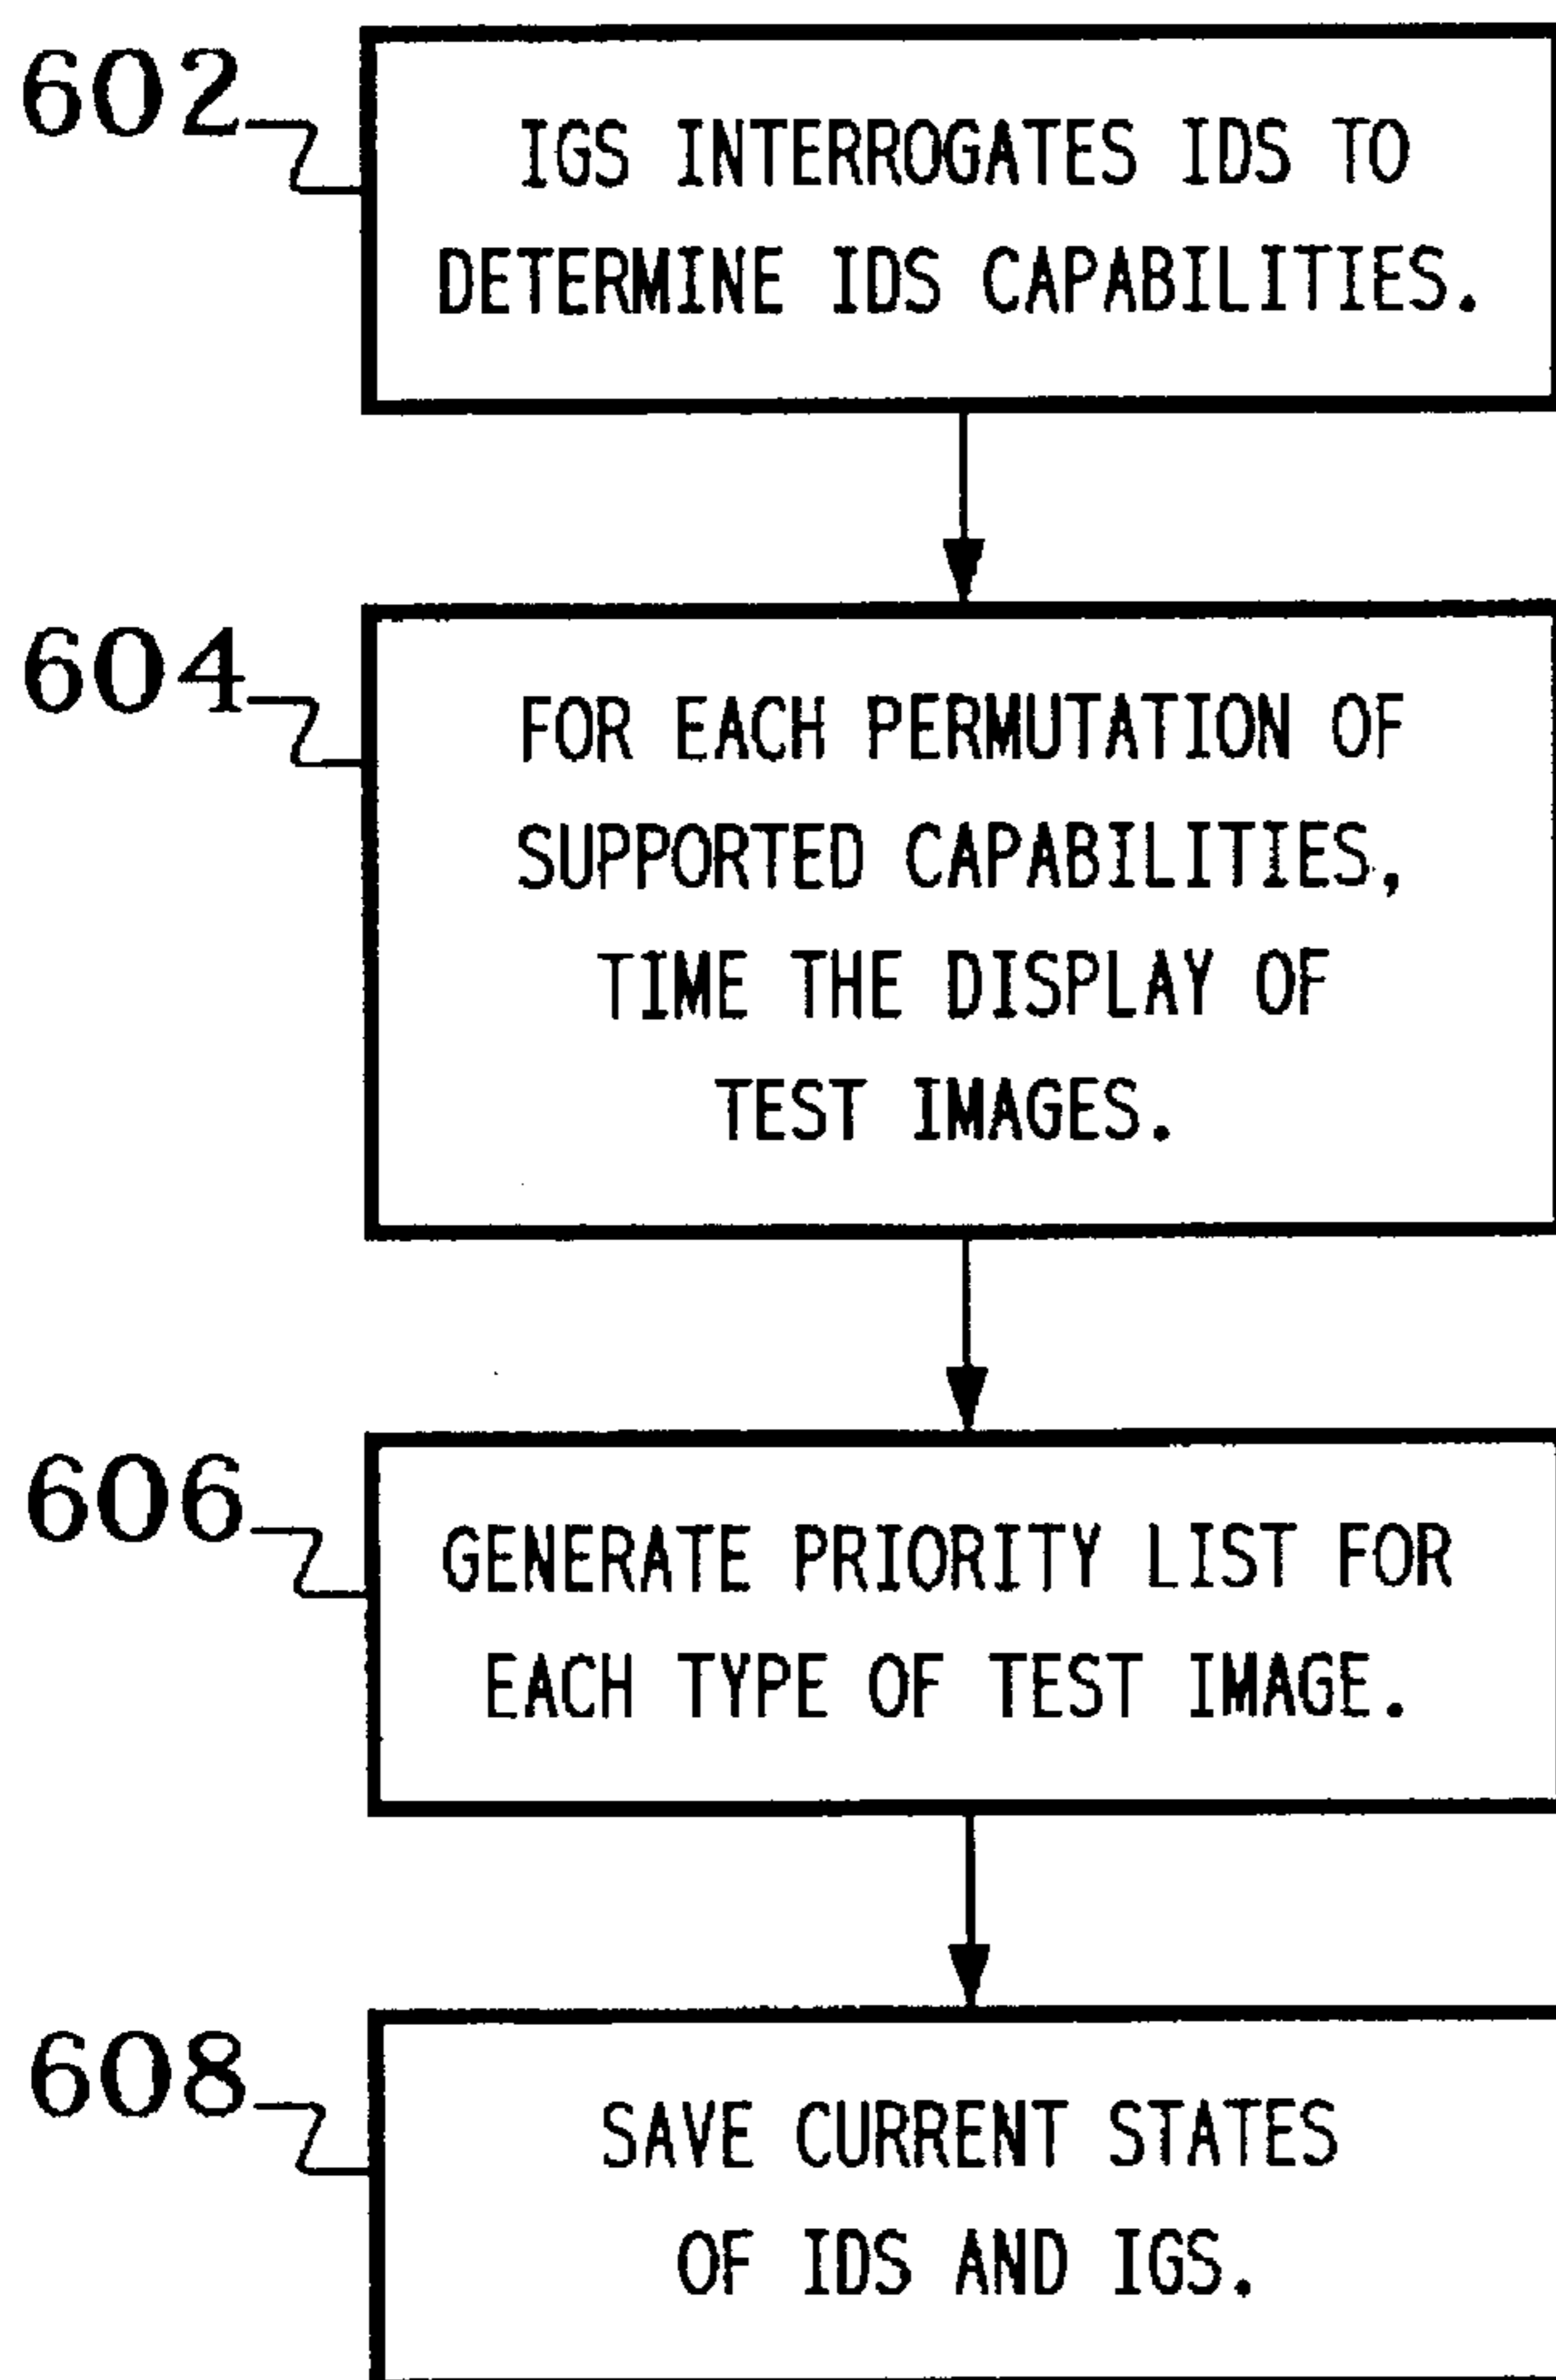 602
IGS INTERROGATES IDS TO
DETERMINE IDS CAPABILITIES.
604
FOR EACH PERMUTATION OF
SUPPORTED CAPABILITIES,
TIME THE DISPLAY OF
TEST IMAGES.
606
GENERATE PRIORITY LIST FOR
EACH TYPE OF TEST IMAGE.
608
SAVE CURRENT STATES
OF IDS AND IGS.